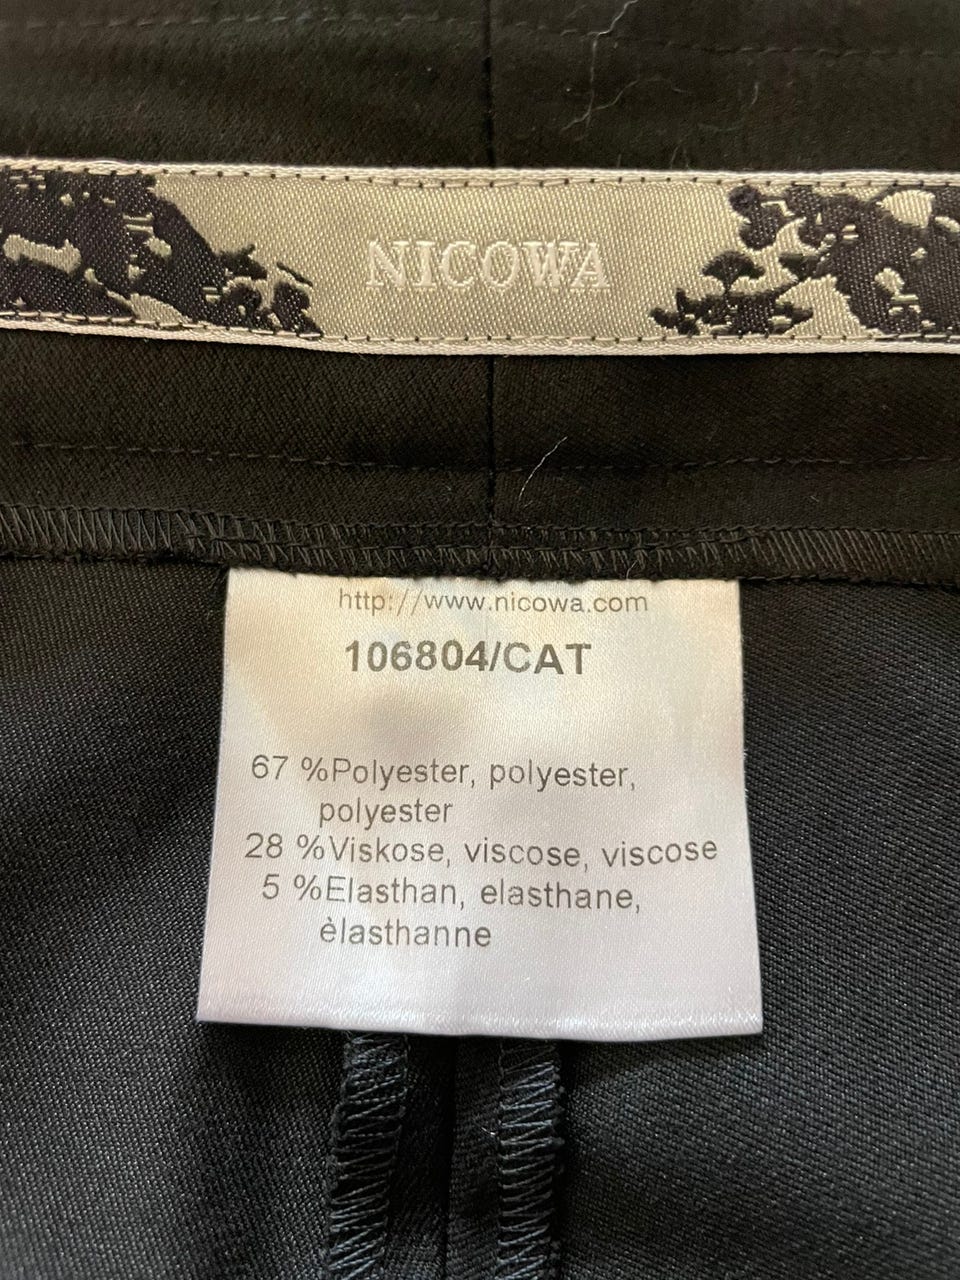 NICOWA
http://www.nicowa.com
106804/CAT
67 %Polyester, polyester,
polyester
28 %Viskose, viscose, viscose
5 %Elasthan, elasthane,
èlasthanne